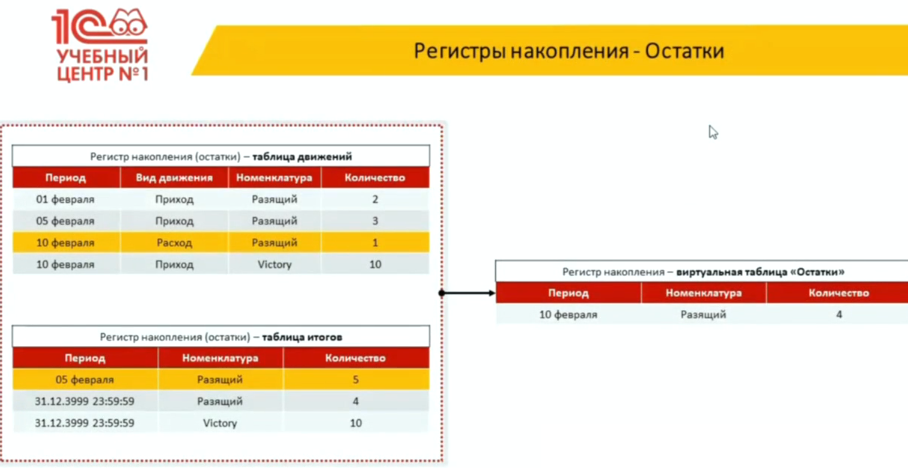 1С
УЧЕБНЫЙ
ЦЕНТР №1
Регистры накопления - Остатки
Регистр накопления (остатки) – таблица движений
Период Вид движения Номенклатура Количество
01 февраля Приход Разящий 2
05 февраля Приход Разящий 3
10 февраля Расход Разящий 1
10 февраля Приход Victory 10
Регистр накопления (остатки) – таблица итогов
Период Номенклатура Количество
05 февраля Разящий 5
31.12.3999 23:59:59 Разящий 4
31.12.3999 23:59:59 Victory 10
Регистр накопления – виртуальная таблица «Остатки»
Период Номенклатура Количество
10 февраля Разящий 4